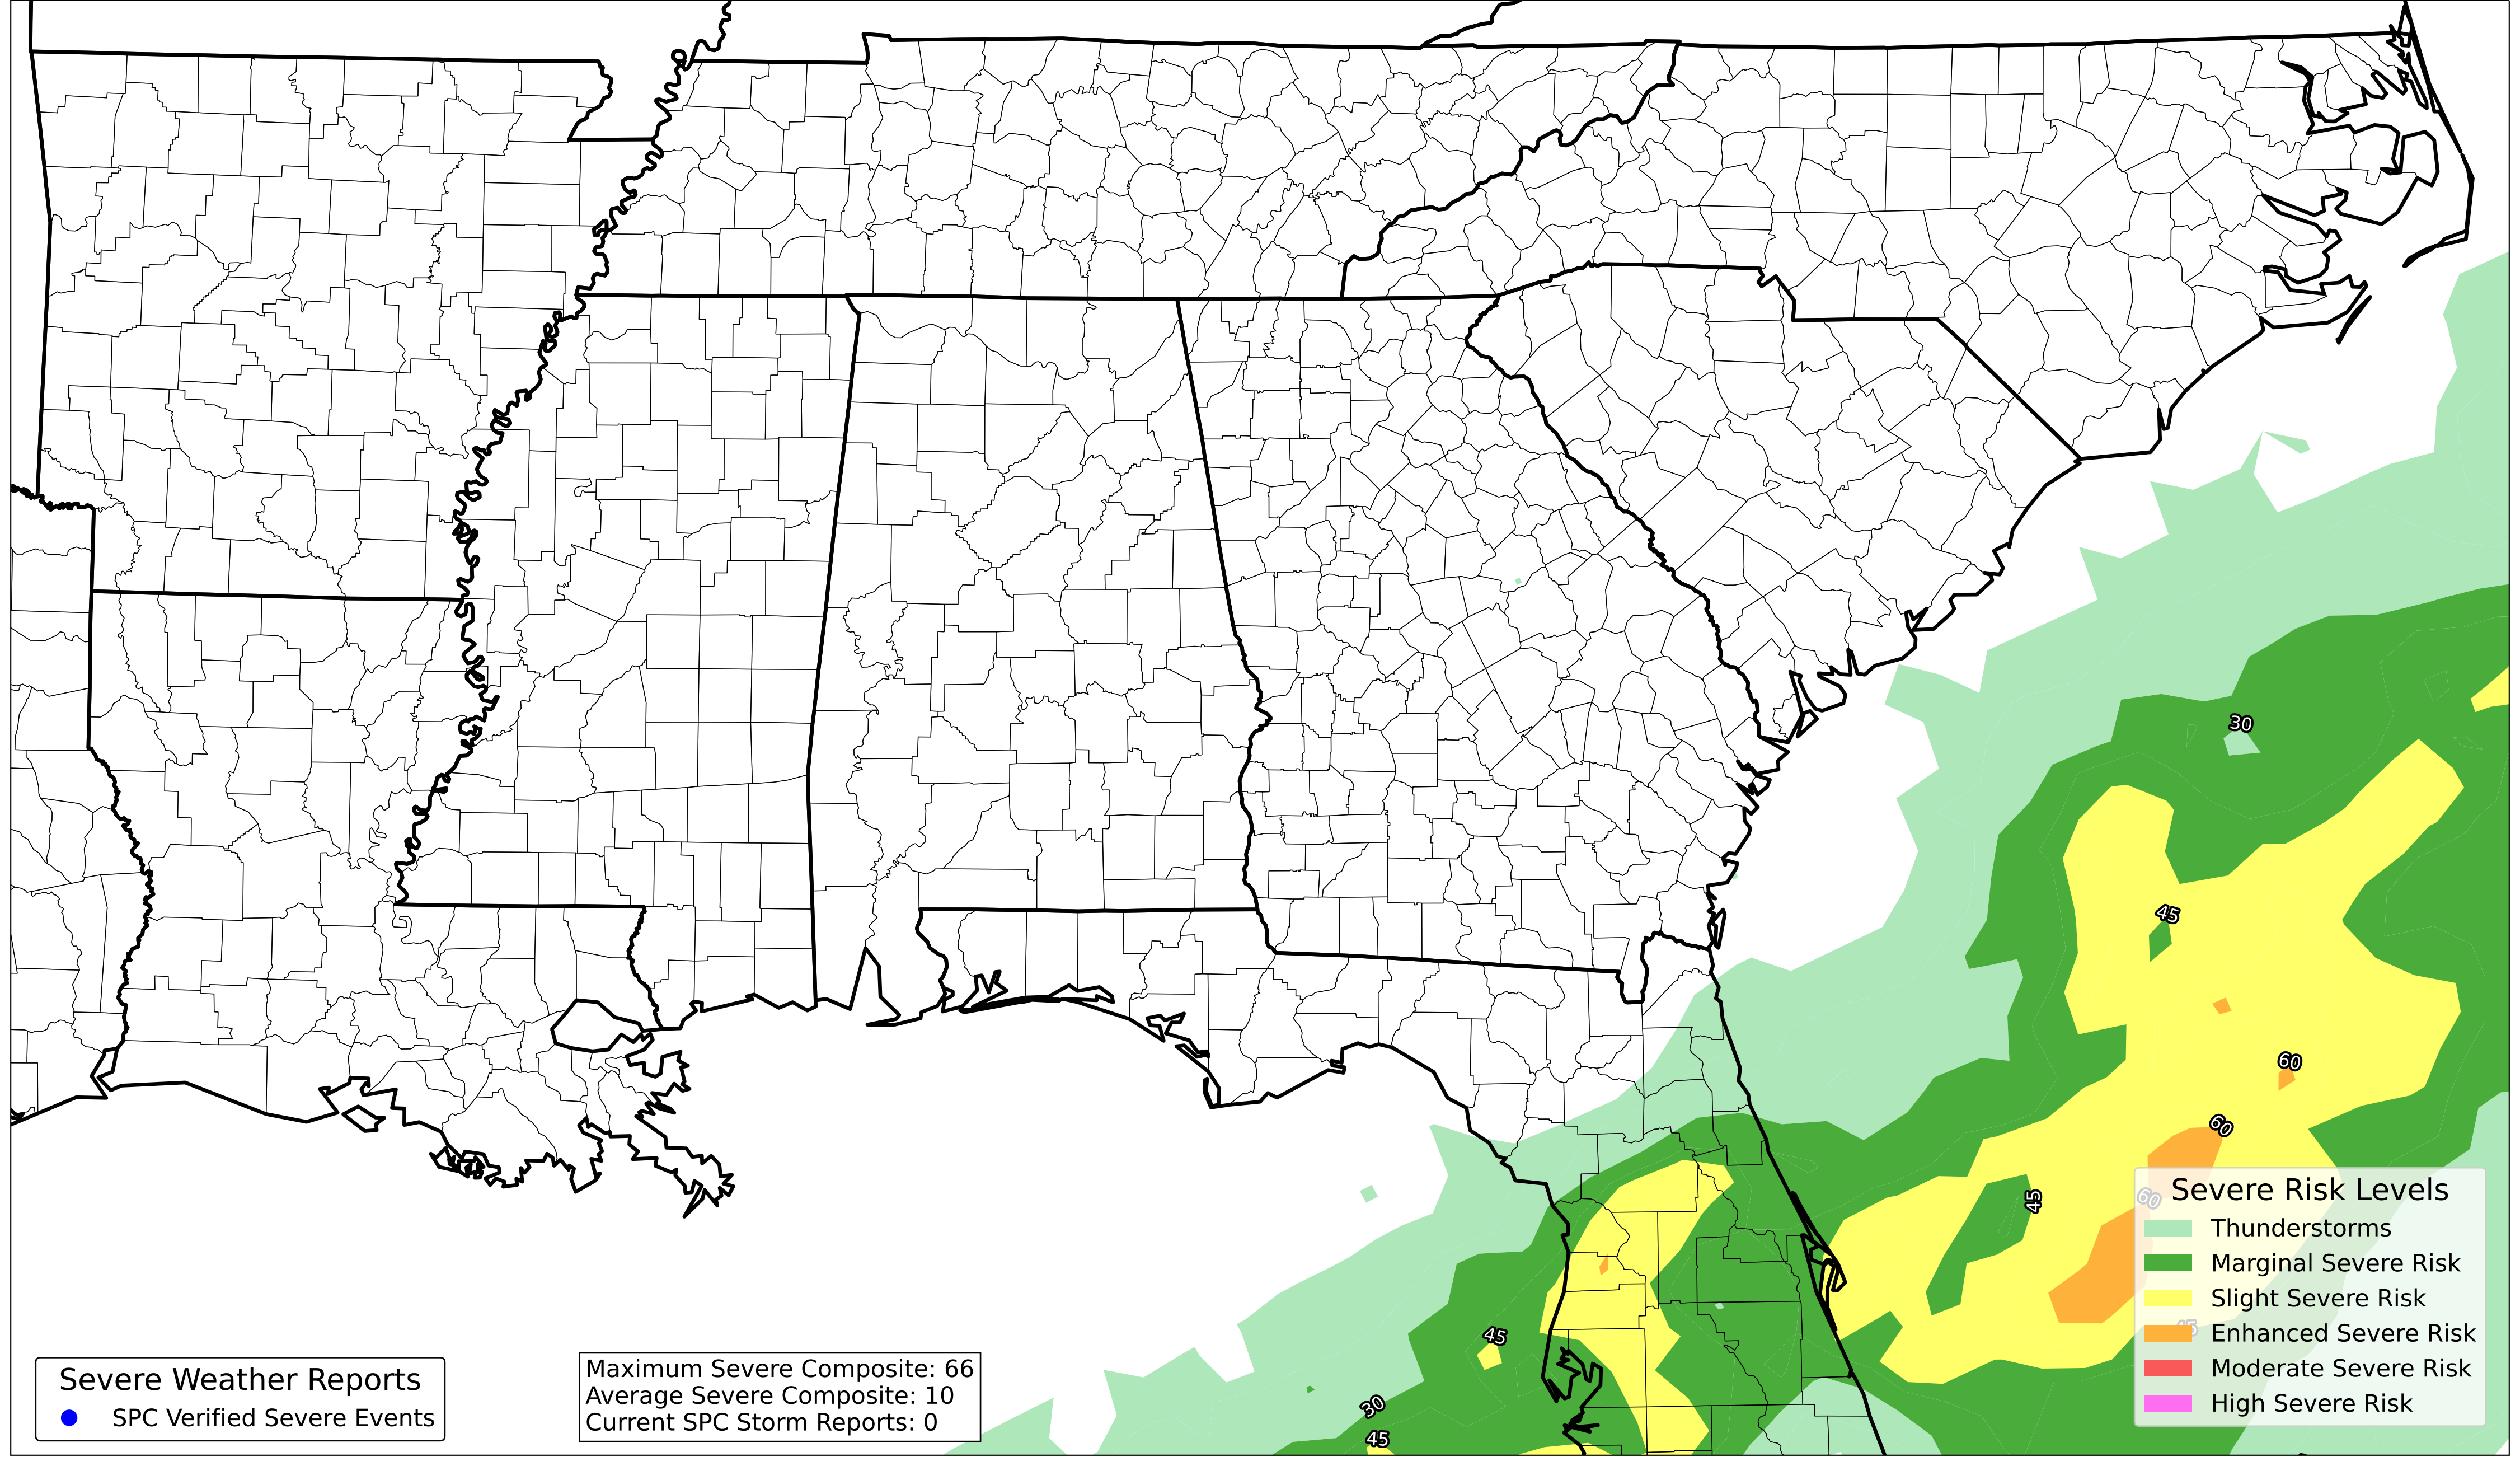 30
45
60
60
45
60
45
45
30
45
Severe Risk Levels
Thunderstorms
Marginal Severe Risk
Slight Severe Risk
Enhanced Severe Risk
Moderate Severe Risk
High Severe Risk
Severe Weather Reports
SPC Verified Severe Events
Maximum Severe Composite: 66
Average Severe Composite: 10
Current SPC Storm Reports: 0